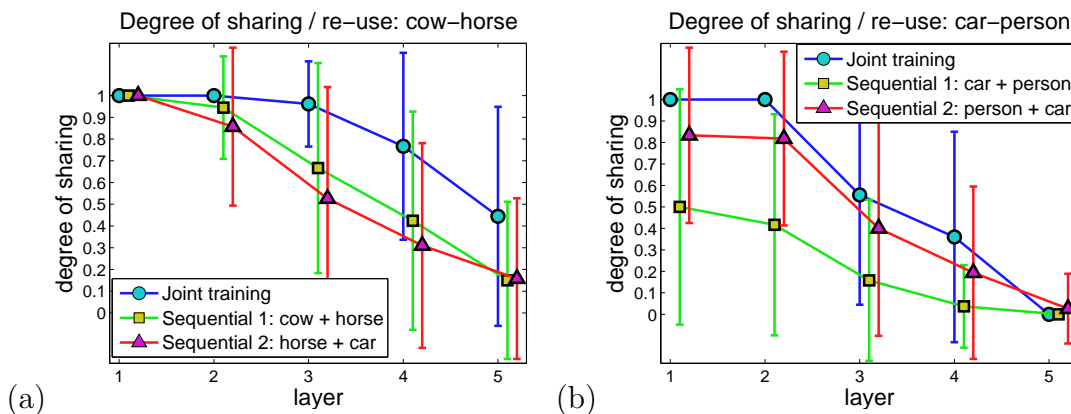 Degree of sharing / re-use: cow-horse
degree of sharing
1
0.9
0.8
0.7
0.6
0.5
0.4
0.3
0.2
0.1
0
Joint training
Sequential 1: cow + horse
Sequential 2: horse + car
1 2 3 4 5
layer
(a)
Degree of sharing / re-use: car-person
degree of sharing
1
0.9
0.8
0.7
0.6
0.5
0.4
0.3
0.2
0.1
0
Joint training
Sequential 1: car + person
Sequential 2: person + car
1 2 3 4 5
layer
(b)